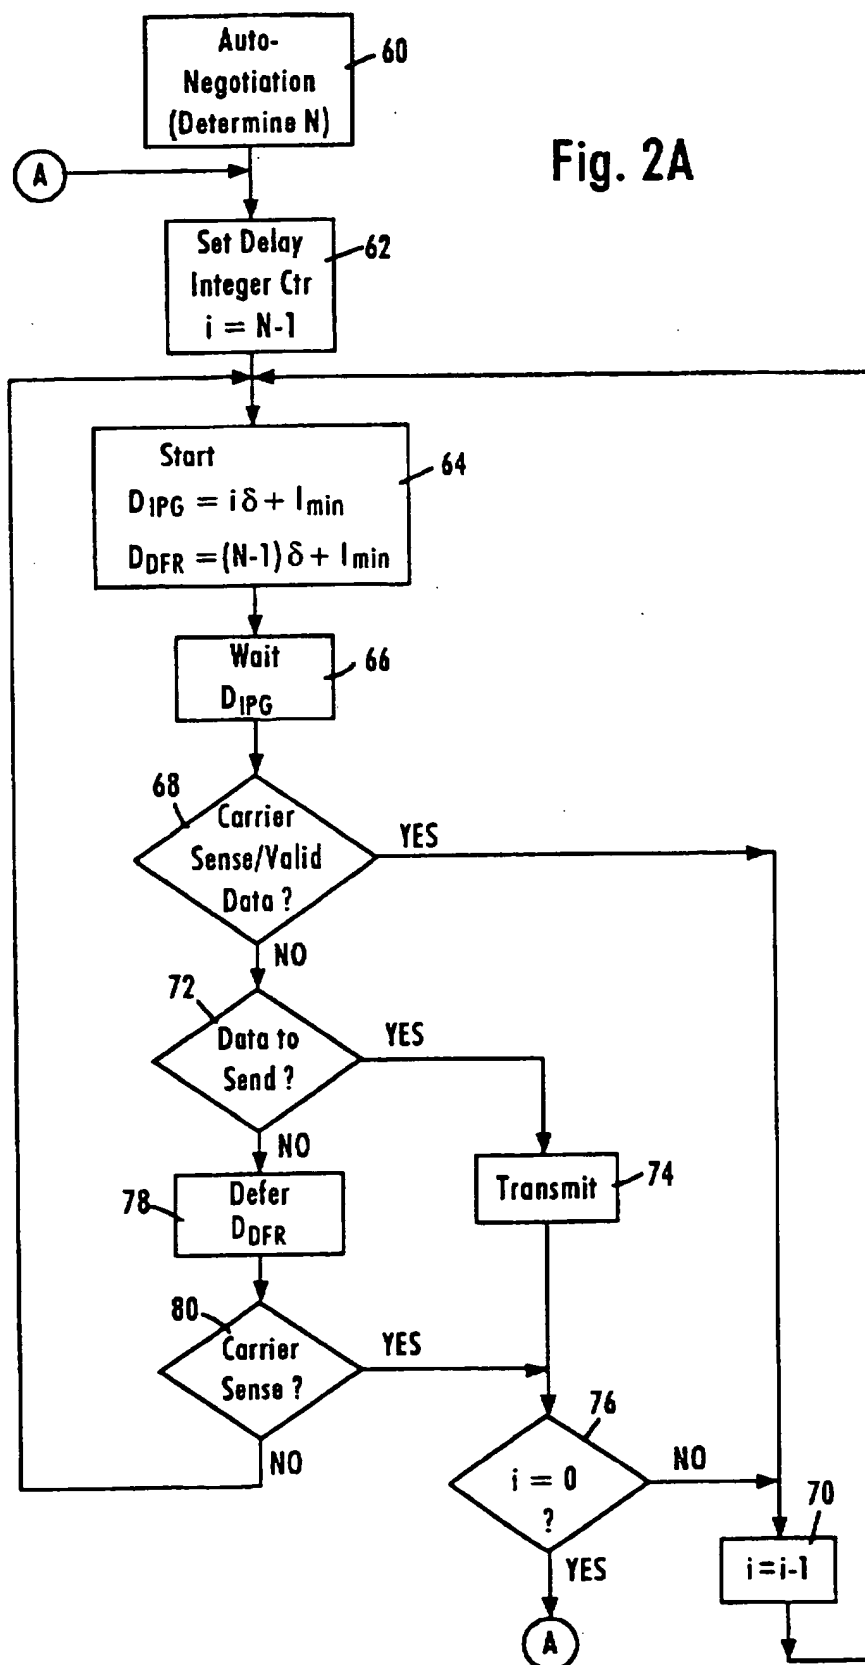 Auto-
Negotiation
(Determine N)
60
Fig. 2A
A
Set Delay
Integer Ctr
i = N-1
62
Start
D_IPG = iδ + I_min
D_DFR = (N-1)δ + I_min
64
Wait
D_IPG
66
68
Carrier
Sense/Valid
Data ?
YES
NO
72
Data to
Send ?
YES
NO
Transmit
74
78
Defer
D_DFR
80
Carrier
Sense ?
YES
NO
76
i = 0
?
NO
YES
70
i=i-1
A